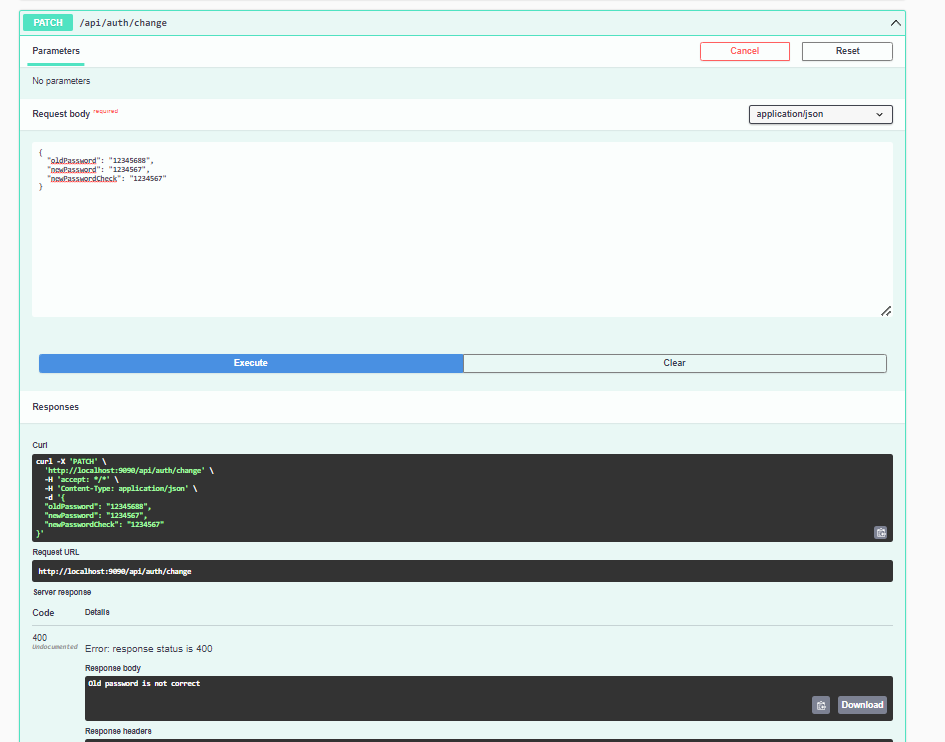 PATCH /api/auth/change
Parameters
Cancel
Reset
No parameters
Request body required
application/json
{
"oldPassword": "12345688",
"newPassword": "1234567",
"newPasswordCheck": "1234567"
}
Execute
Clear
Responses
Curl
curl -X 'PATCH' \
'http://localhost:9090/api/auth/change' \
-H 'accept: */*' \
-H 'Content-Type: application/json' \
-d '{
"oldPassword": "12345688",
"newPassword": "1234567",
"newPasswordCheck": "1234567"
}'
Request URL
http://localhost:9090/api/auth/change
Server response
Code Details
400
Undocumented
Error: response status is 400
Response body
Old password is not correct
Download
Response headers